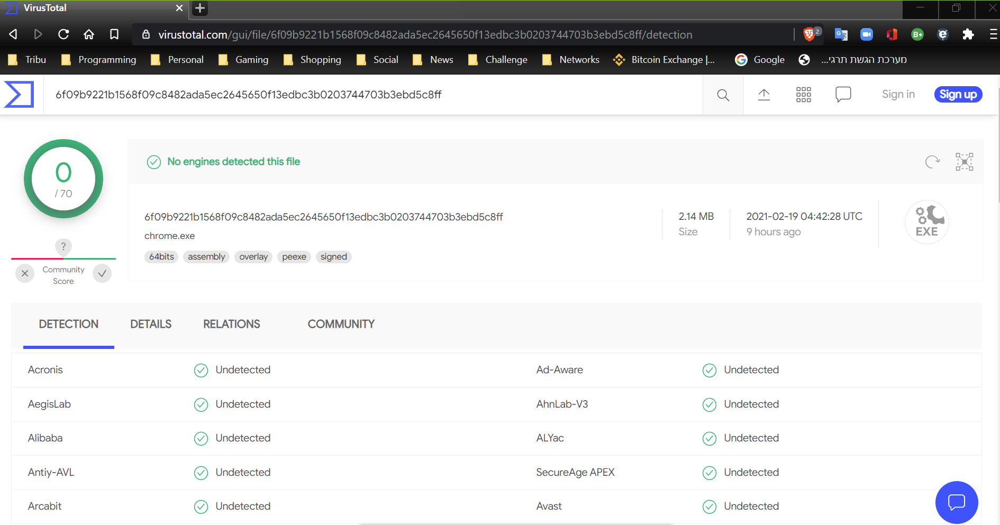 VirusTotal
virustotal.com/gui/file/6f09b9221b1568f09c8482ada5ec2645650f13edbc3b0203744703b3ebd5c8ff/detection
2
B+
Tribu Programming Personal Gaming Shopping Social News Challenge Networks Bitcoin Exchange |... Google מערכת הגשת תרגי...
6f09b9221b1568f09c8482ada5ec2645650f13edbc3b0203744703b3ebd5c8ff
Sign in Sign up
0
/ 70
No engines detected this file
6f09b9221b1568f09c8482ada5ec2645650f13edbc3b0203744703b3ebd5c8ff
chrome.exe
64bits assembly overlay peexe signed
2.14 MB
Size
2021-02-19 04:42:28 UTC
9 hours ago
EXE
?
Community
Score
DETECTION DETAILS RELATIONS COMMUNITY
Acronis Undetected Ad-Aware Undetected
AegisLab Undetected AhnLab-V3 Undetected
Alibaba Undetected ALYac Undetected
Antiy-AVL Undetected SecureAge APEX Undetected
Arcabit Undetected Avast Undetected